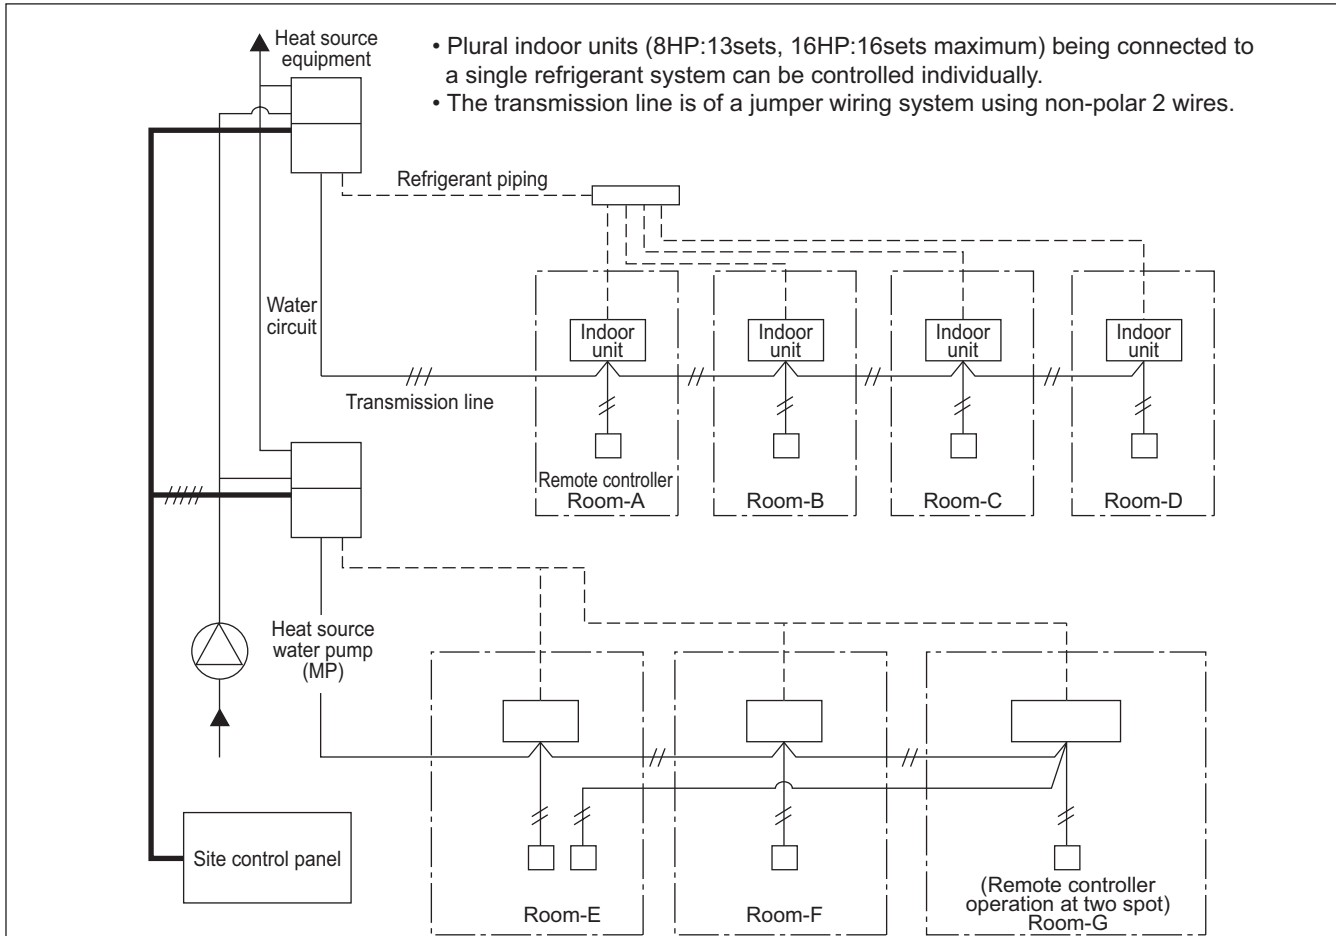 Heat source
equipment
• Plural indoor units (8HP:13sets, 16HP:16sets maximum) being connected to
a single refrigerant system can be controlled individually.
• The transmission line is of a jumper wiring system using non-polar 2 wires.
Refrigerant piping
Water
circuit
Indoor
unit
Indoor
unit
Indoor
unit
Indoor
unit
Transmission line
Remote controller
Room-A
Room-B
Room-C
Room-D
Heat source
water pump
(MP)
Site control panel
Room-E
Room-F
(Remote controller
operation at two spot)
Room-G